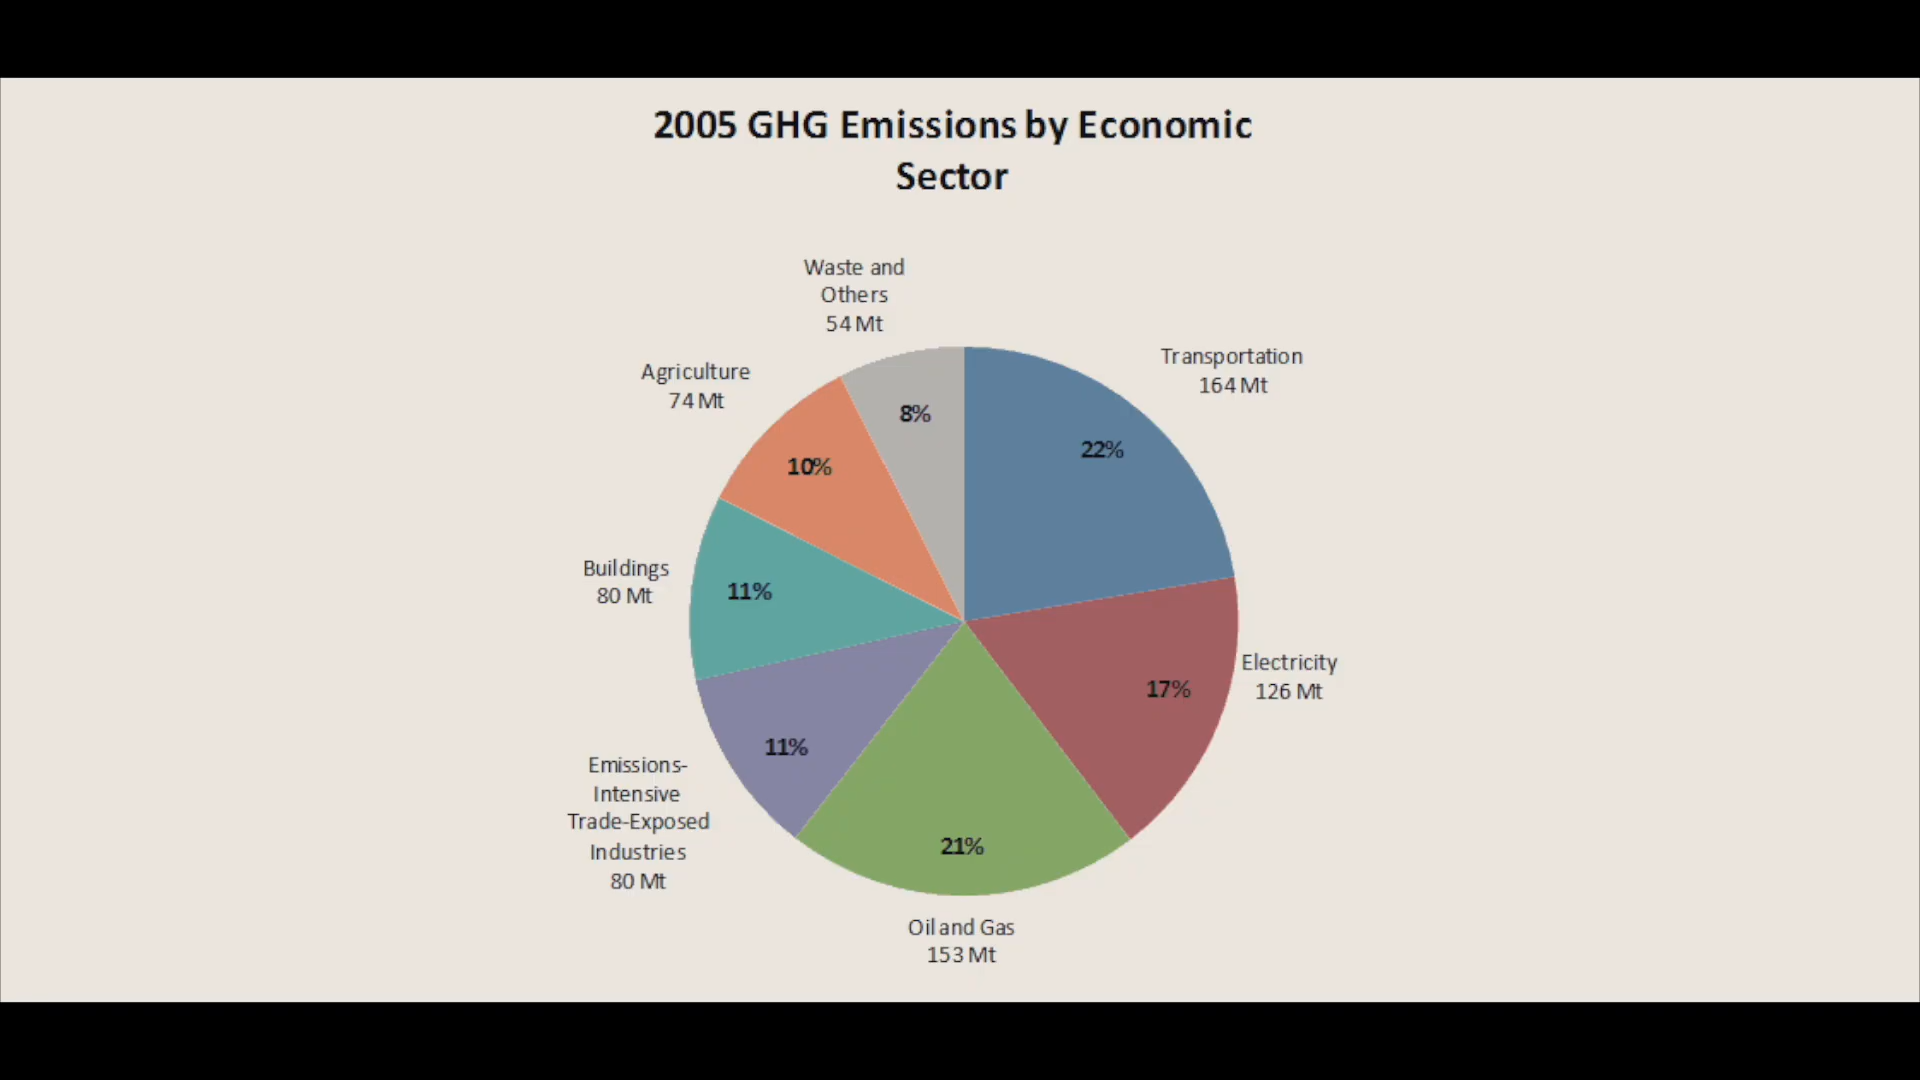 2005 GHG Emissions by Economic
Sector
Waste and
Others
54 Mt
Transportation
164 Mt
Agriculture
74 Mt
8%
22%
10%
Buildings
80 Mt
11%
Electricity
126 Mt
17%
11%
Emissions-
Intensive
Trade-Exposed
Industries
80 Mt
21%
Oil and Gas
153 Mt